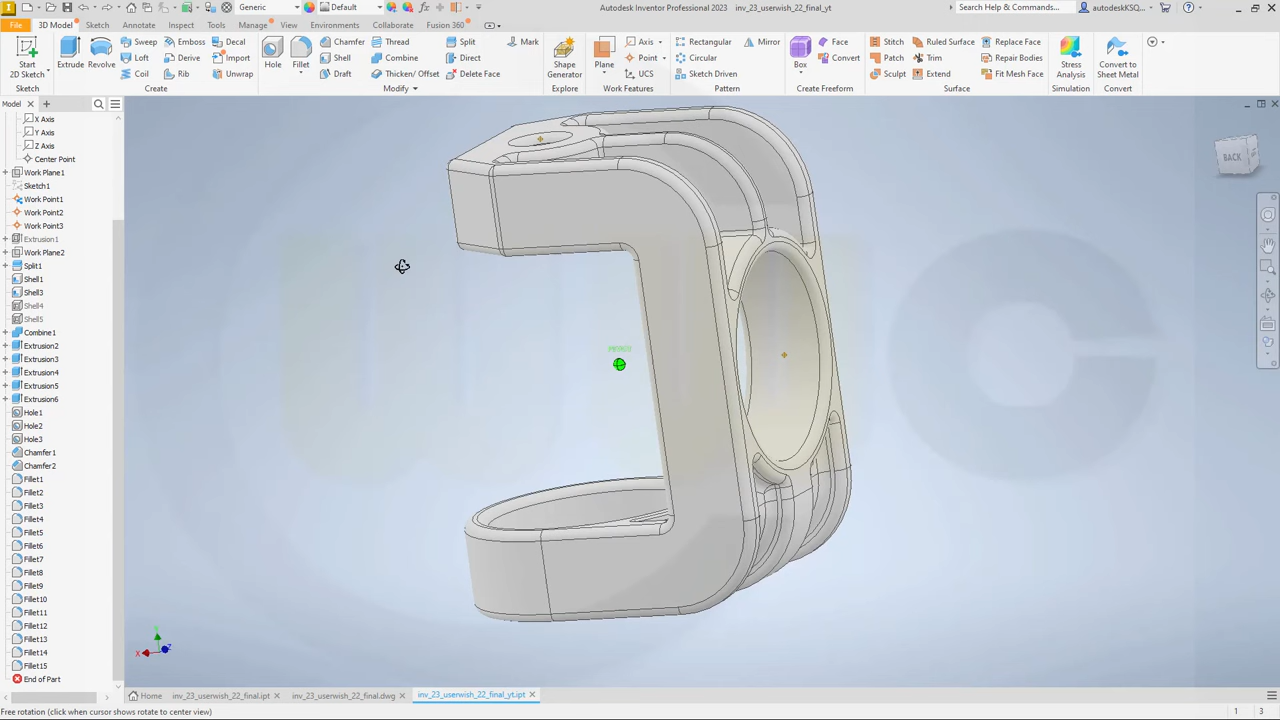 Generic
Default
Autodesk Inventor Professional2023 inv_23_userwish_22_final_yt
Search Help & Commands...
autodeskKSQ...
File 3D Model Sketch Annotate Inspect Tools Manage View Environments Collaborate Fusion 360
Start
2D Sketch
Extrude
Revolve
Sweep
Loft
Coil
Emboss
Derive
Rib
Decal
Import
Unwrap
Hole
Fillet
Chamfer
Shell
Draft
Thread
Combine
Thicken/ Offset
Split
Direct
Delete Face
Mark
Shape
Generator
Plane
Axis
Point
UCS
Rectangular
Circular
Sketch Driven
Mirror
Box
Face
Convert
Stitch
Patch
Sculpt
Ruled Surface
Trim
Extend
Replace Face
Repair Bodies
Fit Mesh Face
Stress
Analysis
Convert to
Sheet Metal
Sketch Create Modify Explore Work Features Pattern Create Freeform Surface Simulation Convert
Model
X Axis
Y Axis
Z Axis
Center Point
Work Plane1
Sketch1
Work Point1
Work Point2
Work Point3
Extrusion1
Work Plane2
Split1
Shell1
Shell3
Shell4
Shell5
Combine1
Extrusion2
Extrusion3
Extrusion4
Extrusion5
Extrusion6
Hole1
Hole2
Hole3
Chamfer1
Chamfer2
Fillet1
Fillet2
Fillet3
Fillet4
Fillet5
Fillet6
Fillet7
Fillet8
Fillet9
Fillet10
Fillet11
Fillet12
Fillet13
Fillet14
Fillet15
End of Part
BACK
X
Y
Z
Home inv_23_userwish_22_final.ipt inv_23_userwish_22_final.dwg inv_23_userwish_22_final_yt.ipt
Free rotation (click when cursor shows rotate to center view)
1 3